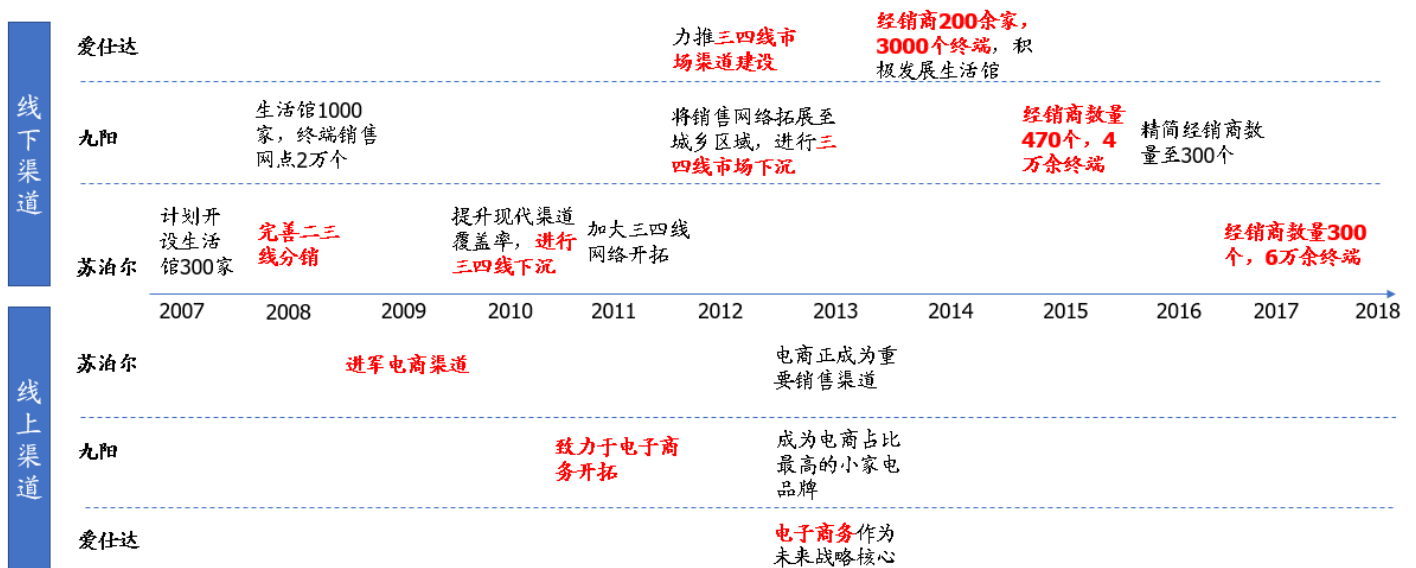 线下渠道
爱仕达
力推三四线市
场渠道建设
经销商200余家，
3000个终端，积
极发展生活馆
九阳
生活馆1000
家，终端销售
网点2万个
将销售网络拓展至
城乡区域，进行三
四线市场下沉
经销商数量
470个，4
万余终端
精简经销商数
量至300个
苏泊尔
计划开
设生活
馆300家
完善二三
线分销
提升现代渠道
覆盖率，进行
三四线下沉
加大三四线
网络开拓
经销商数量300
个，6万余终端
2007 2008 2009 2010 2011 2012 2013 2014 2015 2016 2017 2018
线上渠道
苏泊尔
进军电商渠道
电商正成为重
要销售渠道
九阳
致力于电子商
务开拓
成为电商占比
最高的小家电
品牌
爱仕达
电子商务作为
未来战略核心